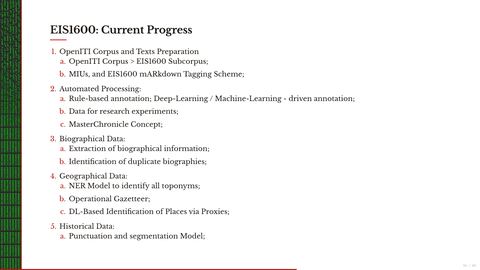 EIS1600: Current Progress
1. OpenITI Corpus and Texts Preparation
a. OpenITI Corpus > EIS1600 Subcorpus;
b. MIUs, and EIS1600 mARkdown Tagging Scheme;
2. Automated Processing:
a. Rule-based annotation; Deep-Learning / Machine-Learning - driven annotation;
b. Data for research experiments;
c. MasterChronicle Concept;
3. Biographical Data:
a. Extraction of biographical information;
b. Identification of duplicate biographies;
4. Geographical Data:
a. NER Model to identify all toponyms;
b. Operational Gazetteer;
c. DL-Based Identification of Places via Proxies;
5. Historical Data:
a. Punctuation and segmentation Model;